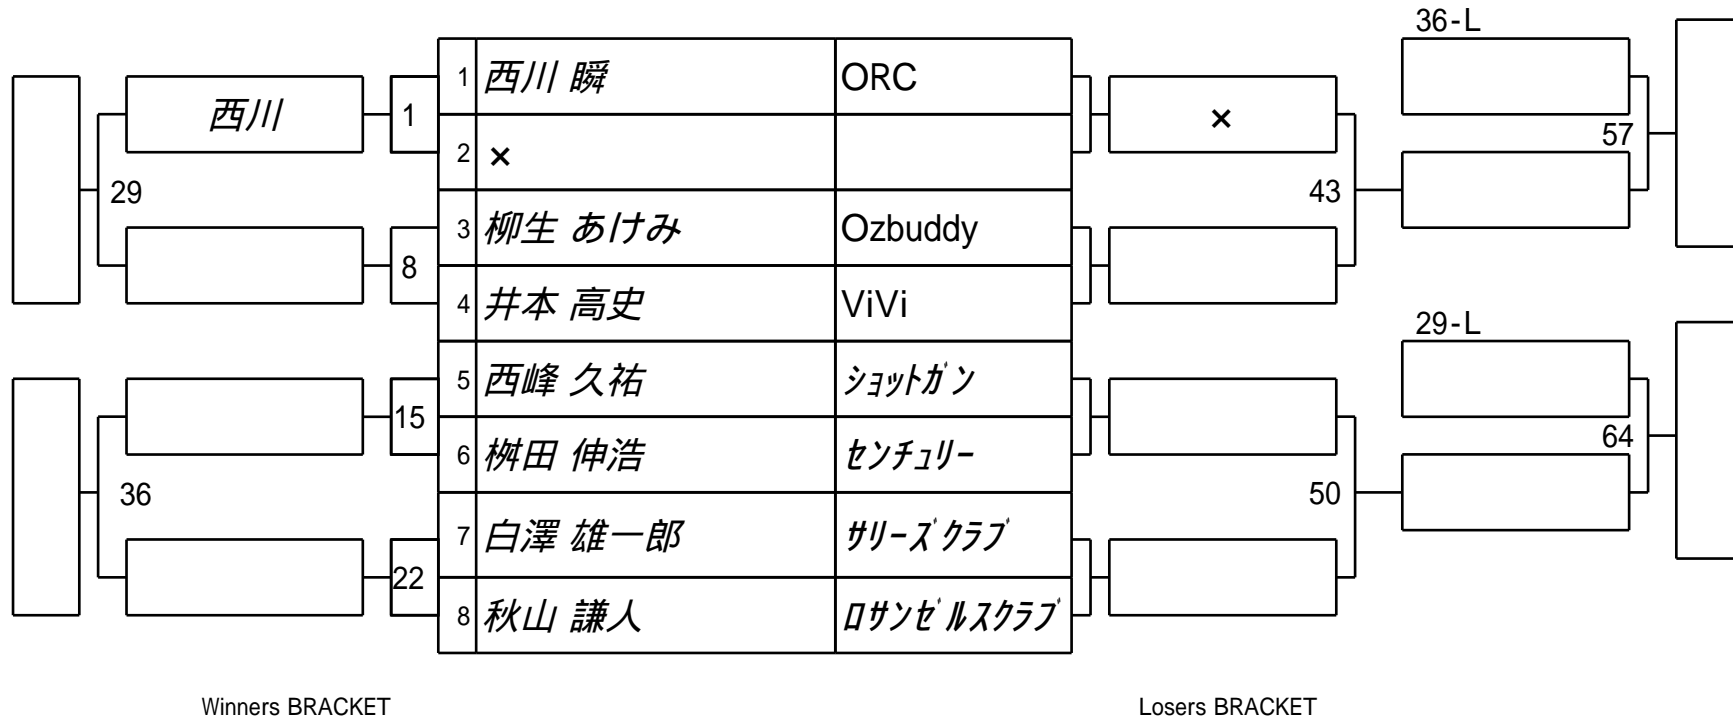 36-L
1 西川 瞬 ORC
西川 1 × 57
2 ×
29 43
3 柳生 あけみ Ozbuddy
8
4 井本 高史 ViVi
29-L
5 西峰 久祐 ｼｮｯﾄｶﾞﾝ
15 64
6 桝田 伸浩 ｾﾝﾁｭﾘｰ
36 50
7 白澤 雄一郎 ｻﾘｰｽﾞｸﾗﾌﾞ
22
8 秋山 謙人 ﾛｻﾝｾﾞﾙｽｸﾗﾌﾞ
Winners BRACKET Losers BRACKET